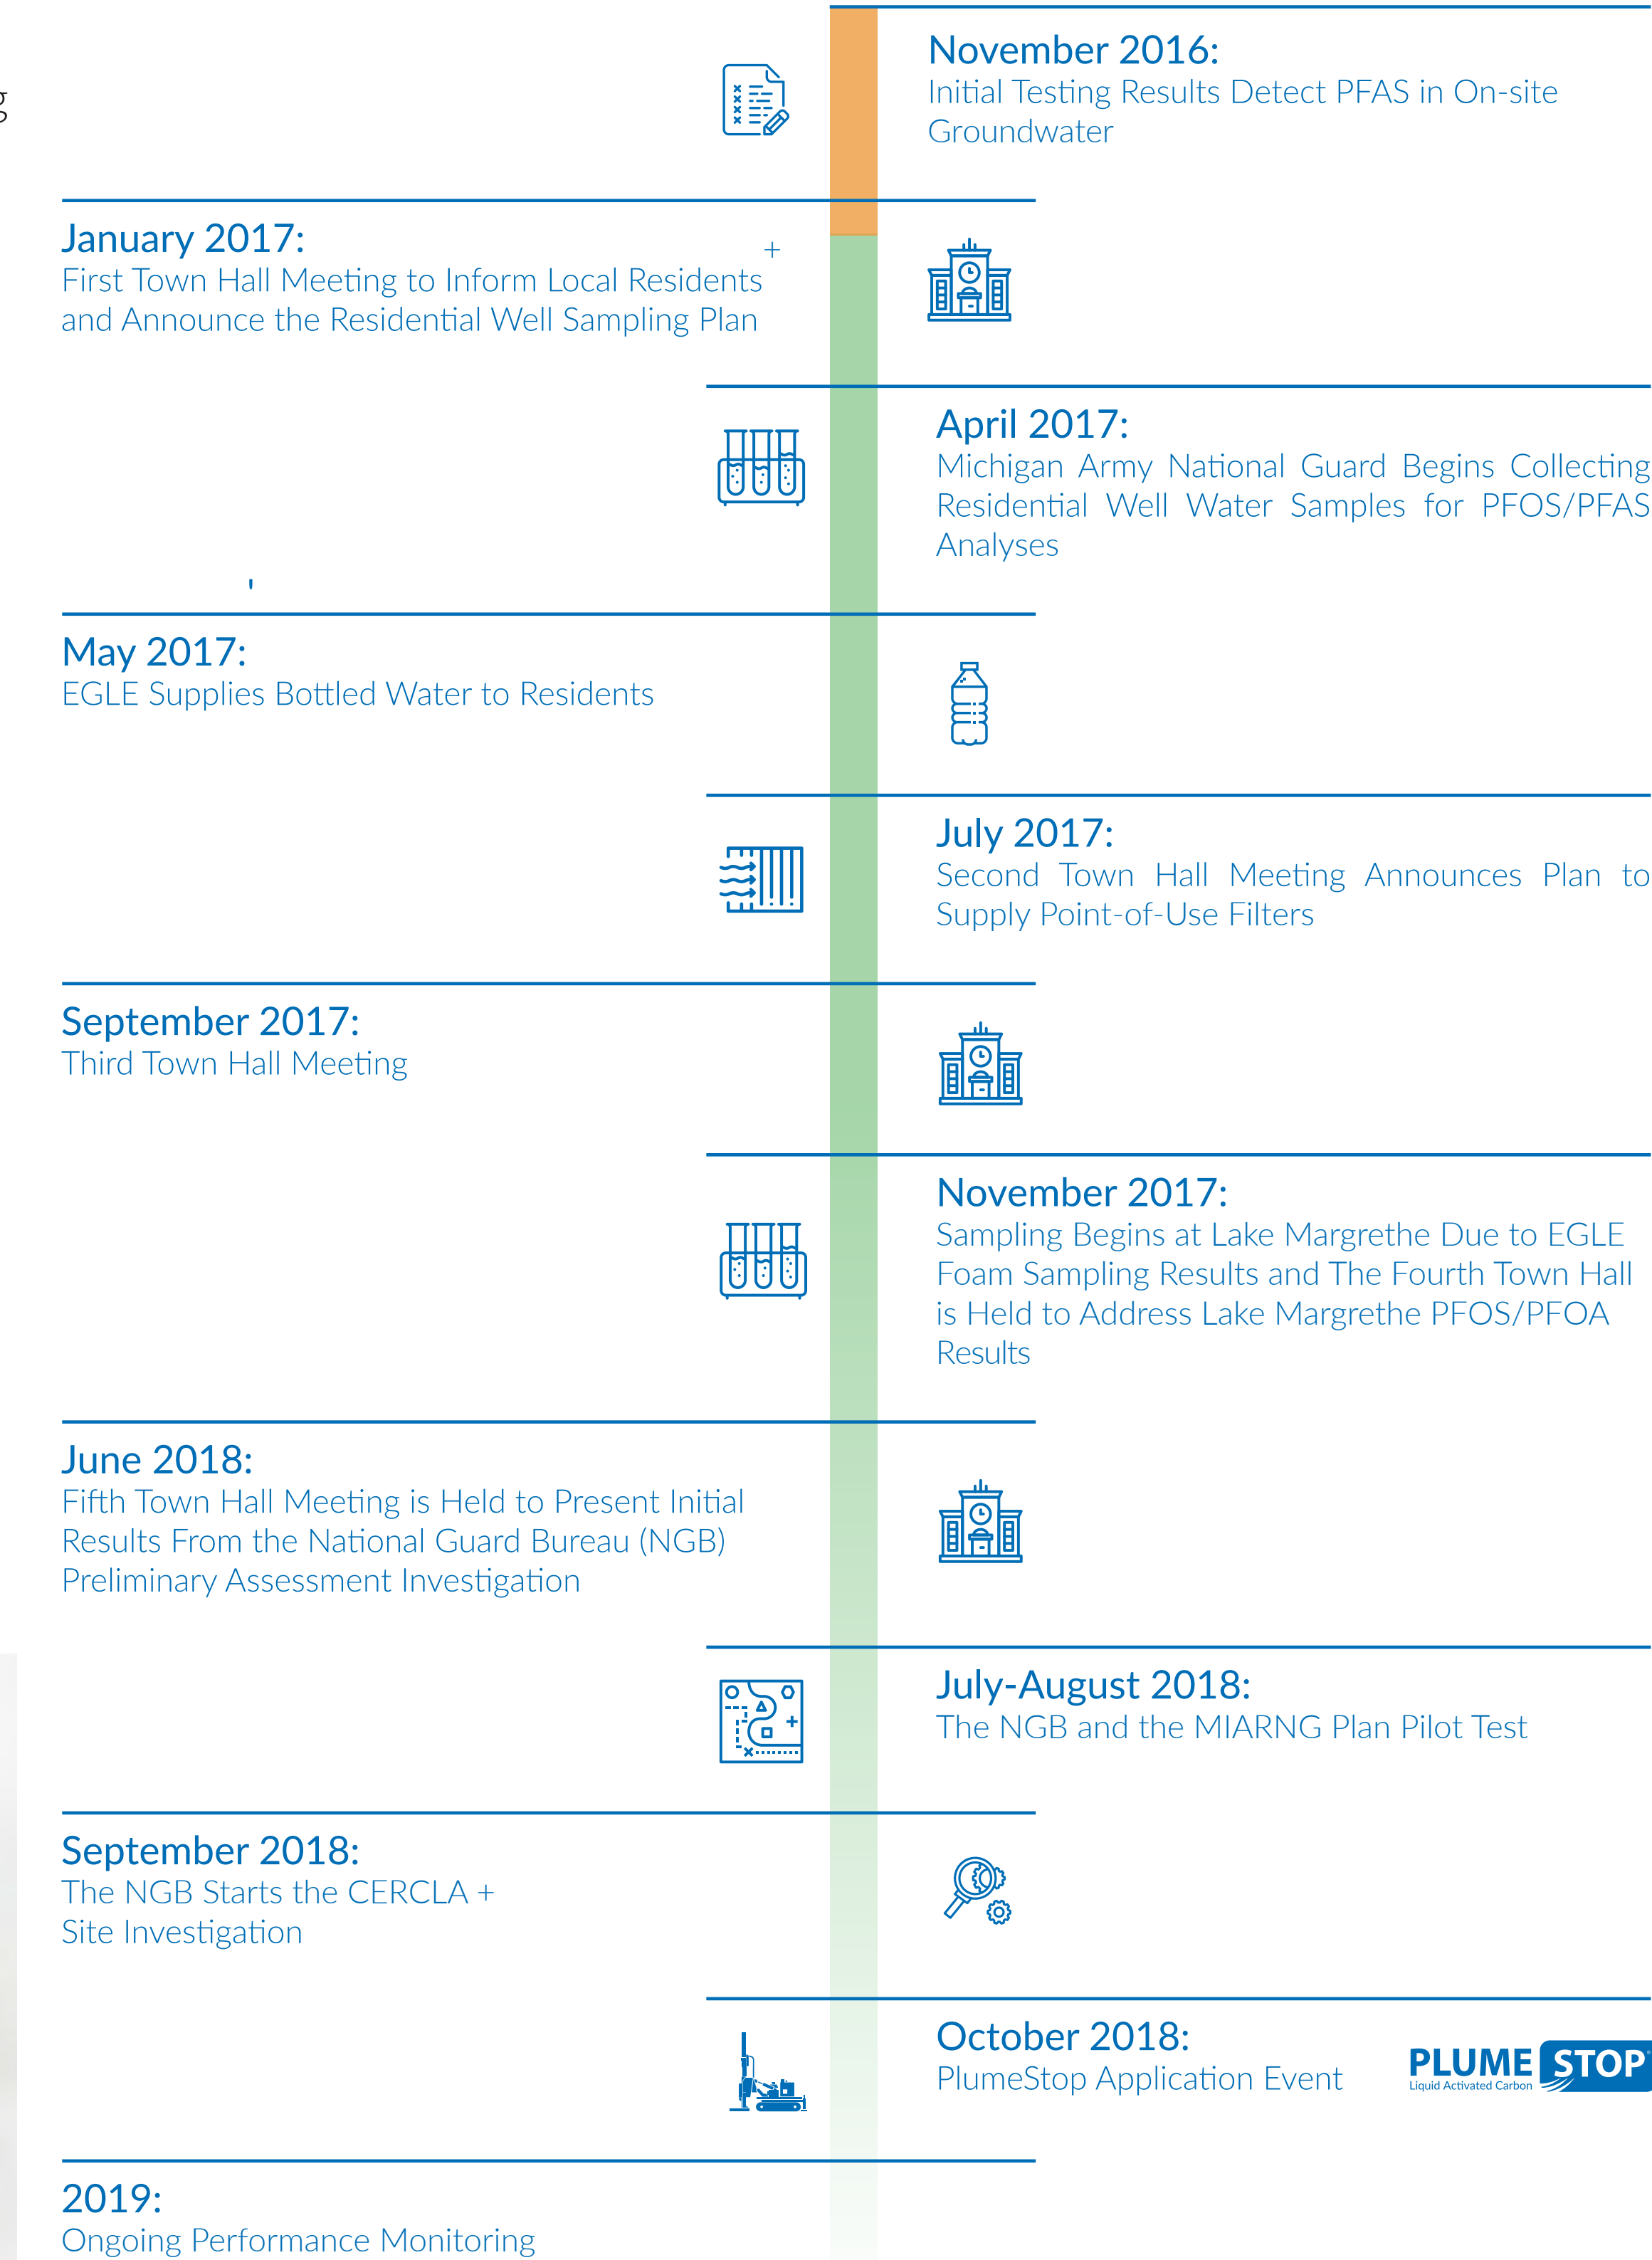 g
November 2016:
Initial Testing Results Detect PFAS in On-site
Groundwater
January 2017:
First Town Hall Meeting to Inform Local Residents +
and Announce the Residential Well Sampling Plan
April 2017:
Michigan Army National Guard Begins Collecting
Residential Well Water Samples for PFOS/PFAS
Analyses
May 2017:
EGLE Supplies Bottled Water to Residents
July 2017:
Second Town Hall Meeting Announces Plan to
Supply Point-of-Use Filters
September 2017:
Third Town Hall Meeting
November 2017:
Sampling Begins at Lake Margrethe Due to EGLE
Foam Sampling Results and The Fourth Town Hall
is Held to Address Lake Margrethe PFOS/PFOA
Results
June 2018:
Fifth Town Hall Meeting is Held to Present Initial
Results From the National Guard Bureau (NGB)
Preliminary Assessment Investigation
July-August 2018:
The NGB and the MIARNG Plan Pilot Test
September 2018:
The NGB Starts the CERCLA +
Site Investigation
October 2018:
PlumeStop Application Event
PLUME STOP®
Liquid Activated Carbon
2019:
Ongoing Performance Monitoring